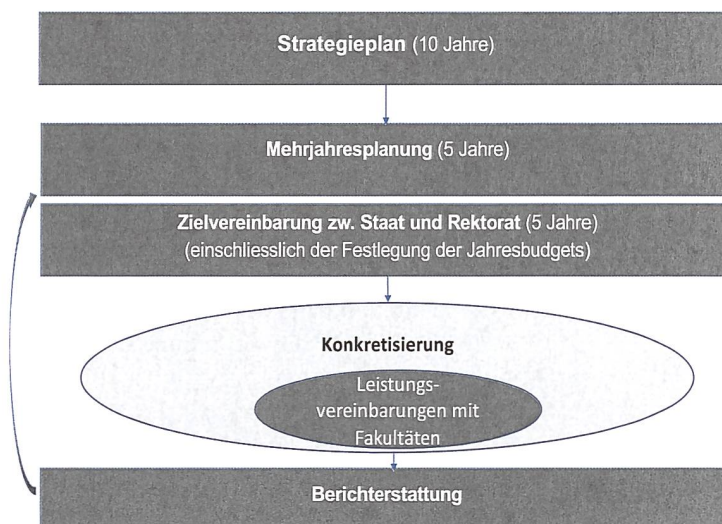 Strategieplan (10 Jahre)
Mehrjahresplanung (5 Jahre)
Zielvereinbarung zw. Staat und Rektorat (5 Jahre)
(einschliesslich der Festlegung der Jahresbudgets)
Konkretisierung
Leistungs-
vereinbarungen mit
Fakultäten
Berichterstattung